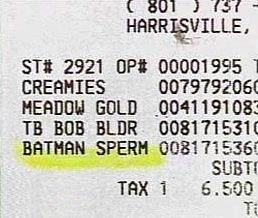 ( 801 ) 737 -
HARRISVILLE,
ST# 2921 OP# 00001995 T
CREAMIES 0079792060
MEADOW GOLD 0041191083
TB BOB BLDR 0081715310
BATMAN SPERM 0081715360
SUBT
TAX 1 6.500